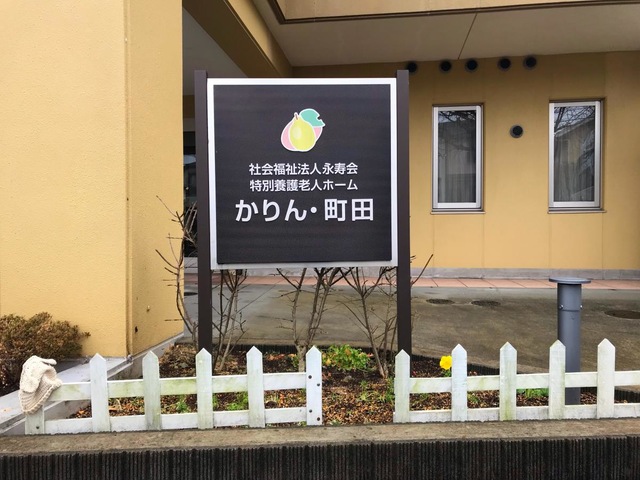 社会福祉法人永寿会
特別養護老人ホーム
かりん・町田